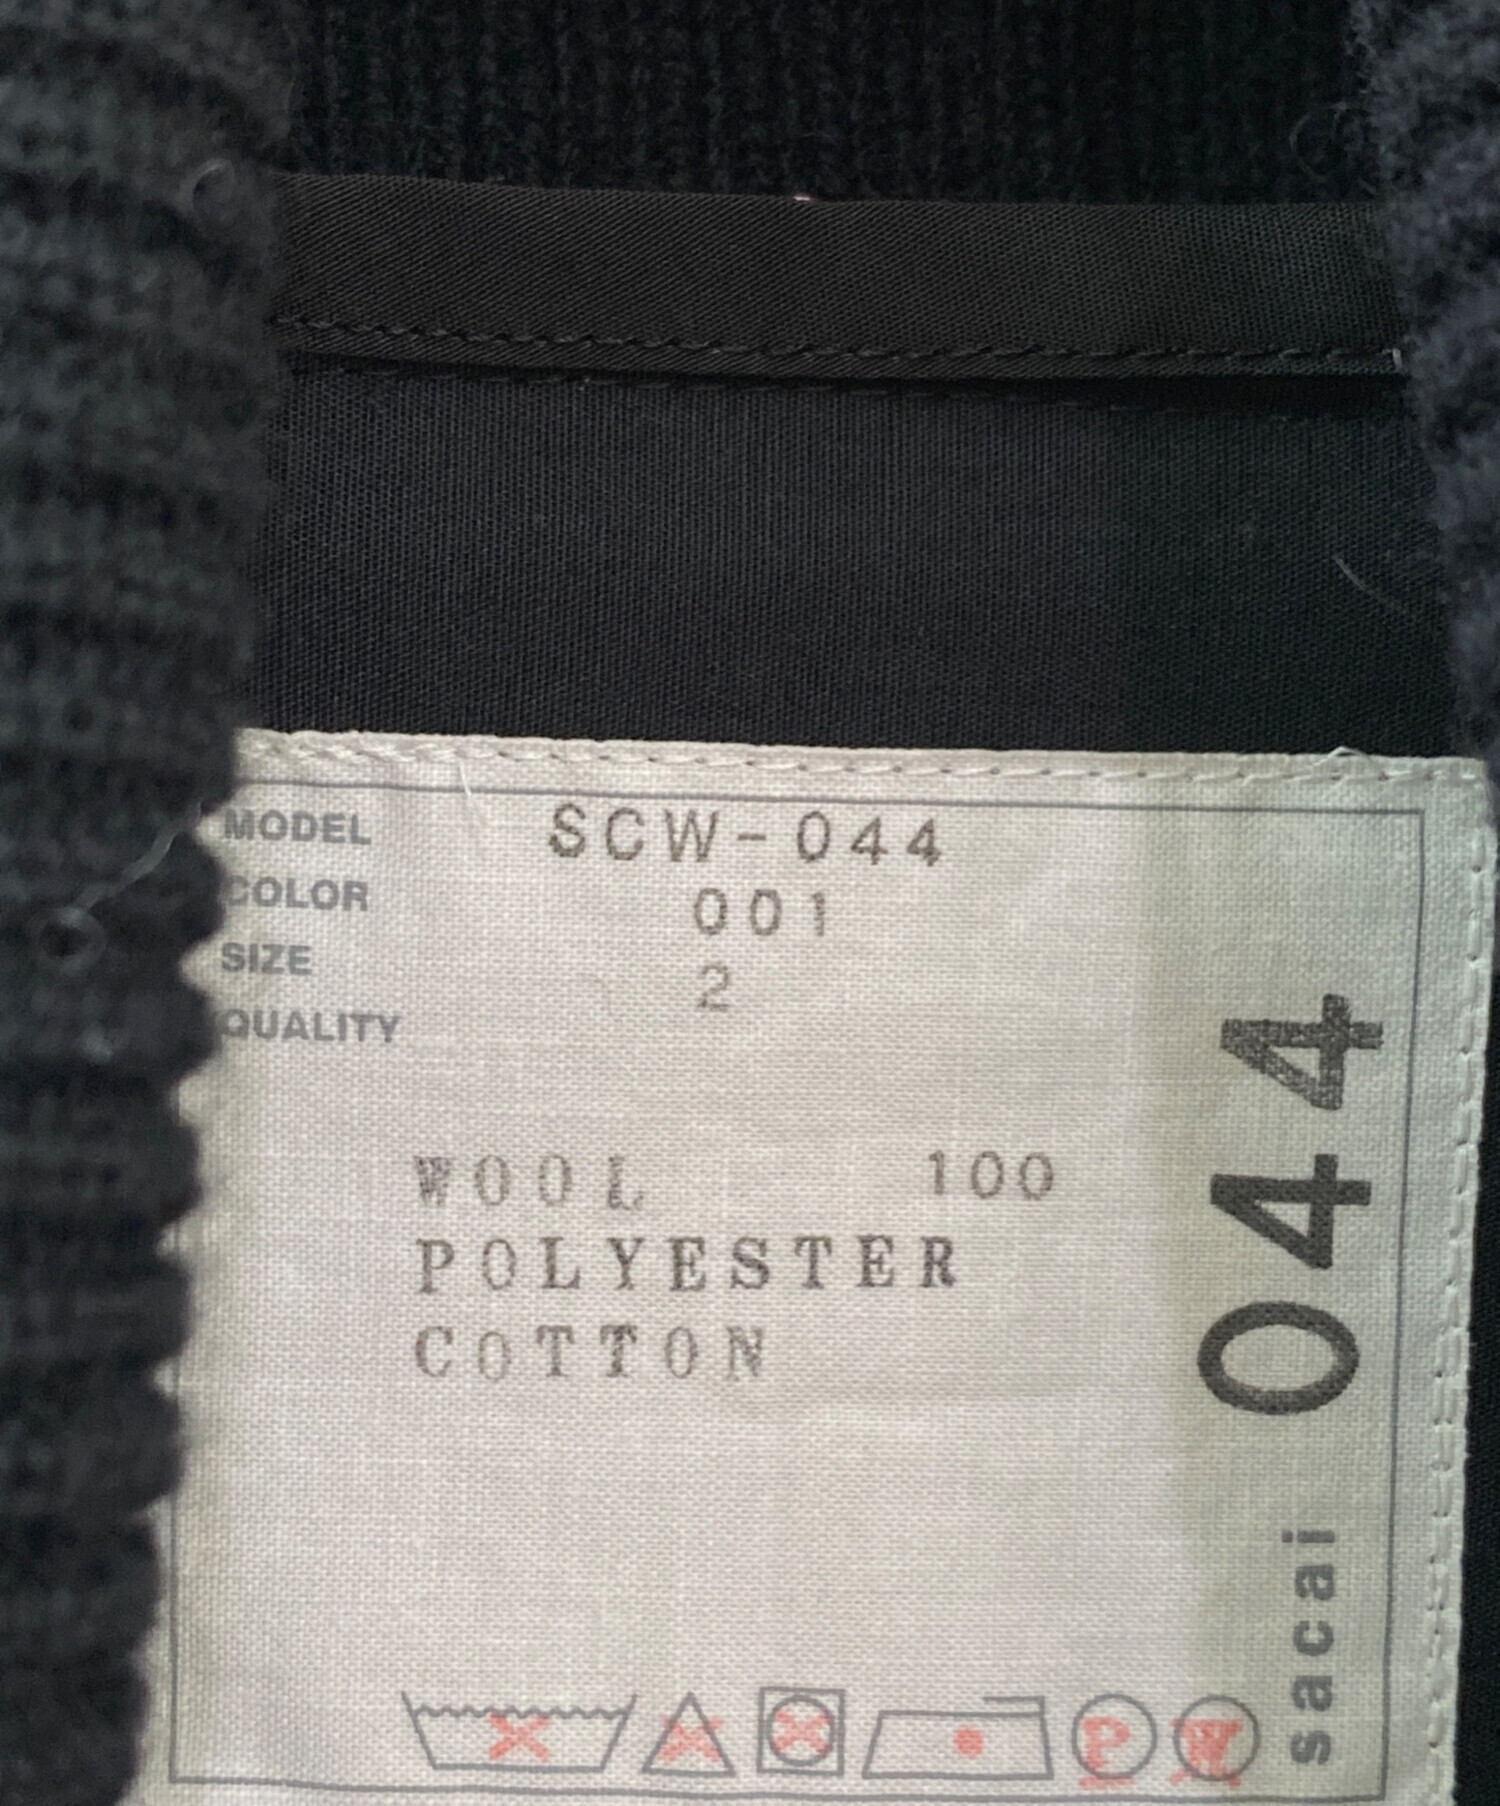 MODEL SCW-044
COLOR 001
SIZE 2
QUALITY
WOOL 100
POLYESTER
COTTON
P W
sacai 044